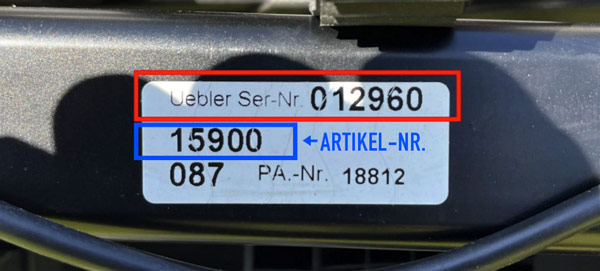 Uebler Ser-Nr. 012960
15900 ←ARTIKEL-NR.
087 PA.-Nr. 18812